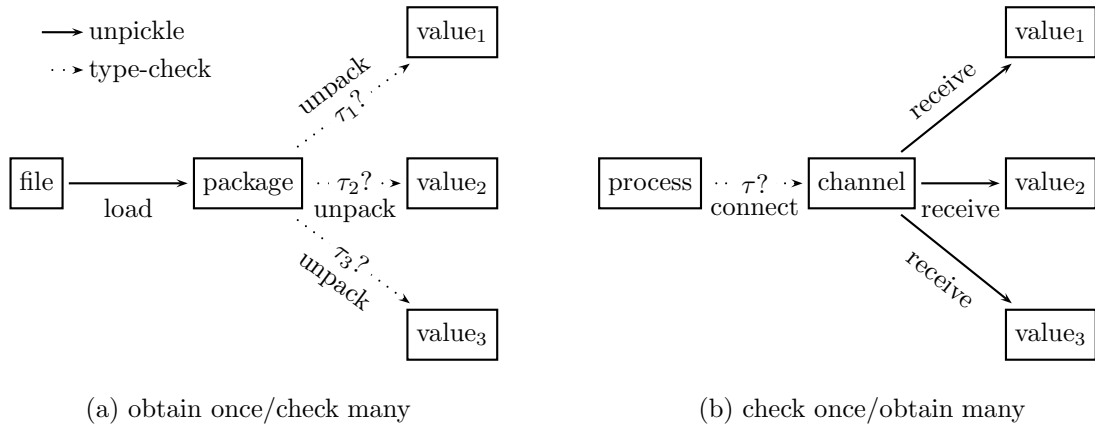 unpickle
type-check
value₁
unpack
τ₁?
file
load
package
τ₂?
unpack
value₂
τ₃?
unpack
value₃
(a) obtain once/check many
value₁
receive
process
τ?
connect
channel
receive
value₂
receive
value₃
(b) check once/obtain many